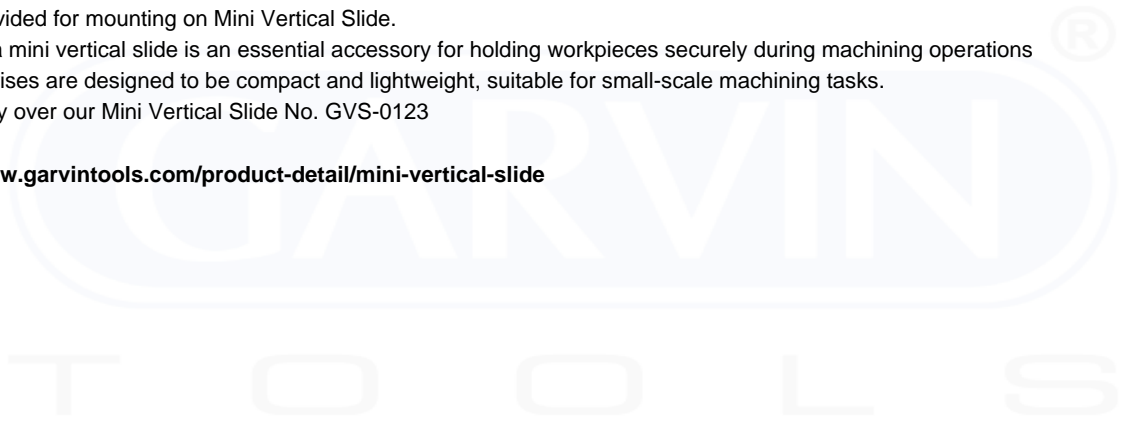 vided for mounting on Mini Vertical Slide.
a mini vertical slide is an essential accessory for holding workpieces securely during machining operations
ises are designed to be compact and lightweight, suitable for small-scale machining tasks.
y over our Mini Vertical Slide No. GVS-0123
w.garvintools.com/product-detail/mini-vertical-slide
GARVIN ®
TOOLS